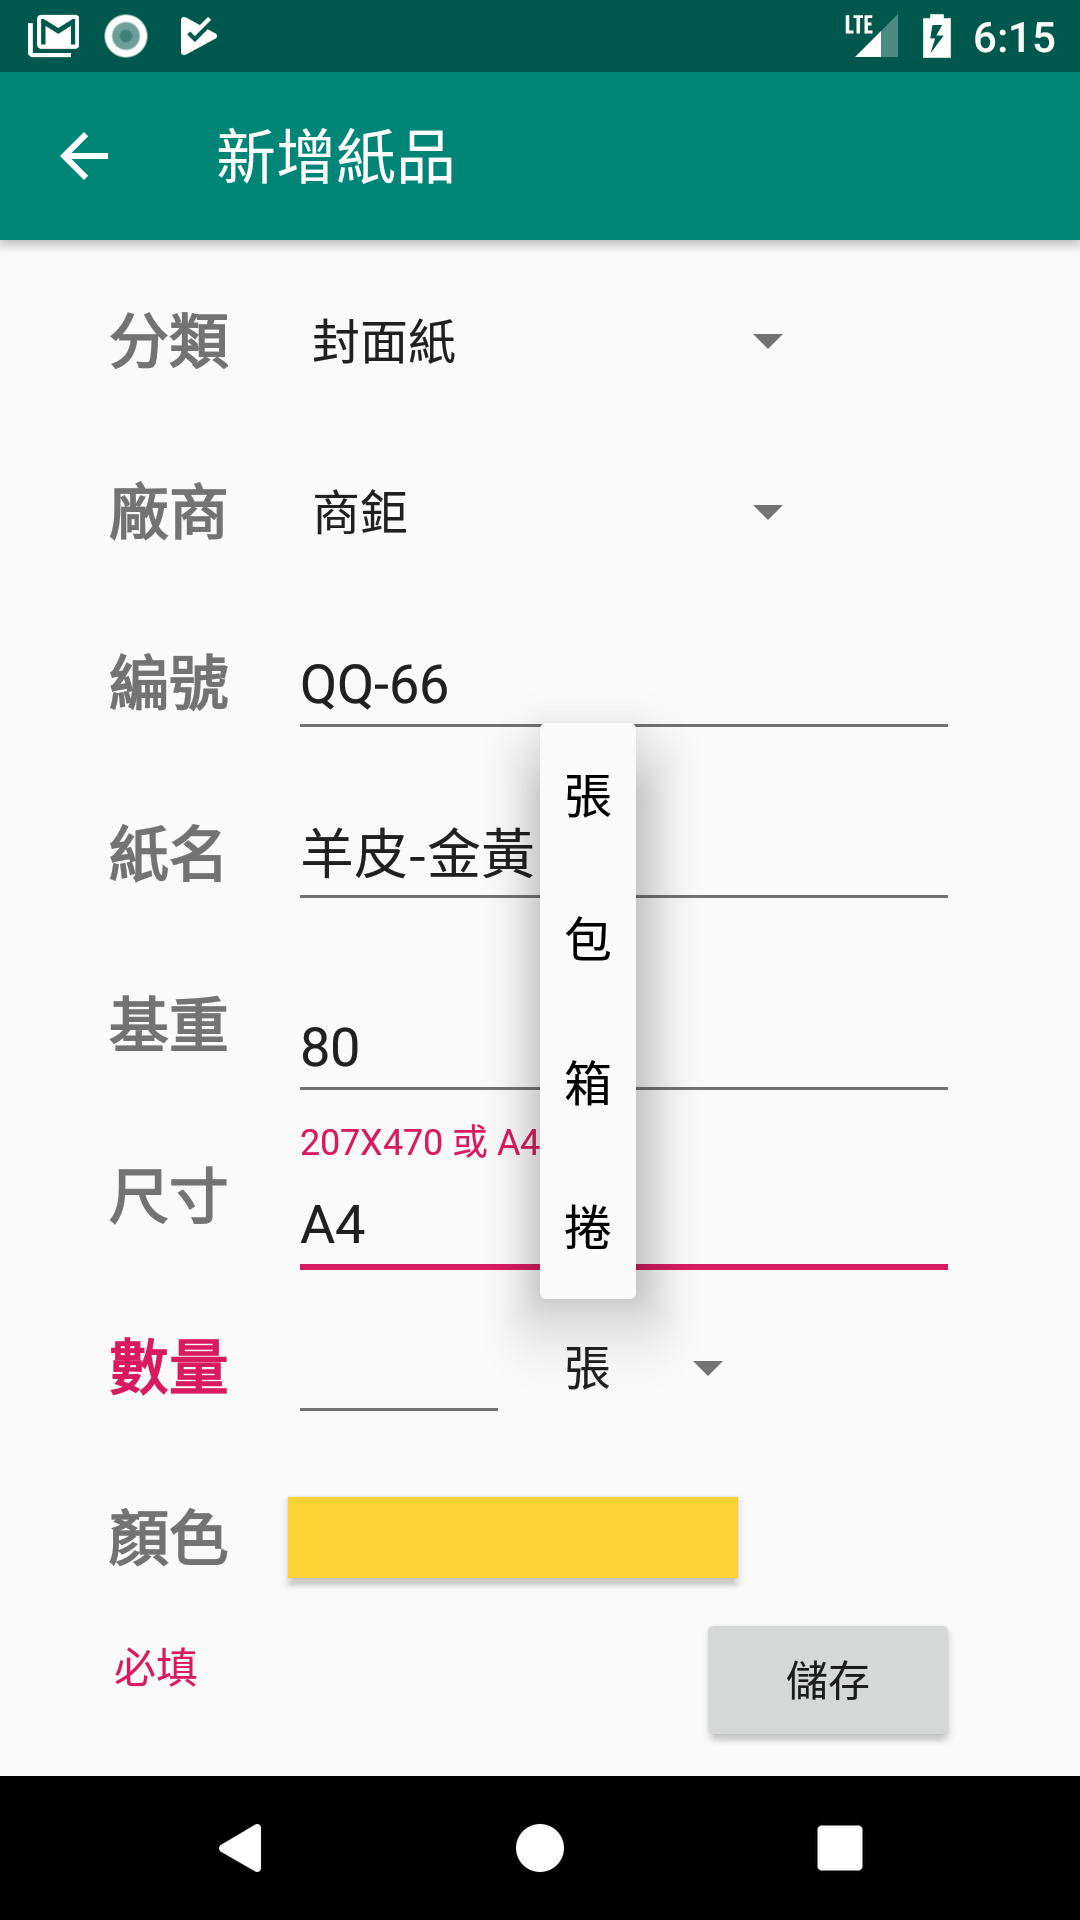 LTE 6:15
新增紙品
分類 封面紙
廠商 商鉅
編號 QQ-66
張
紙名 羊皮-金黃
包
基重 80
箱
207X470 或 A4
尺寸 A4
捲
數量 張
顏色
必填
儲存